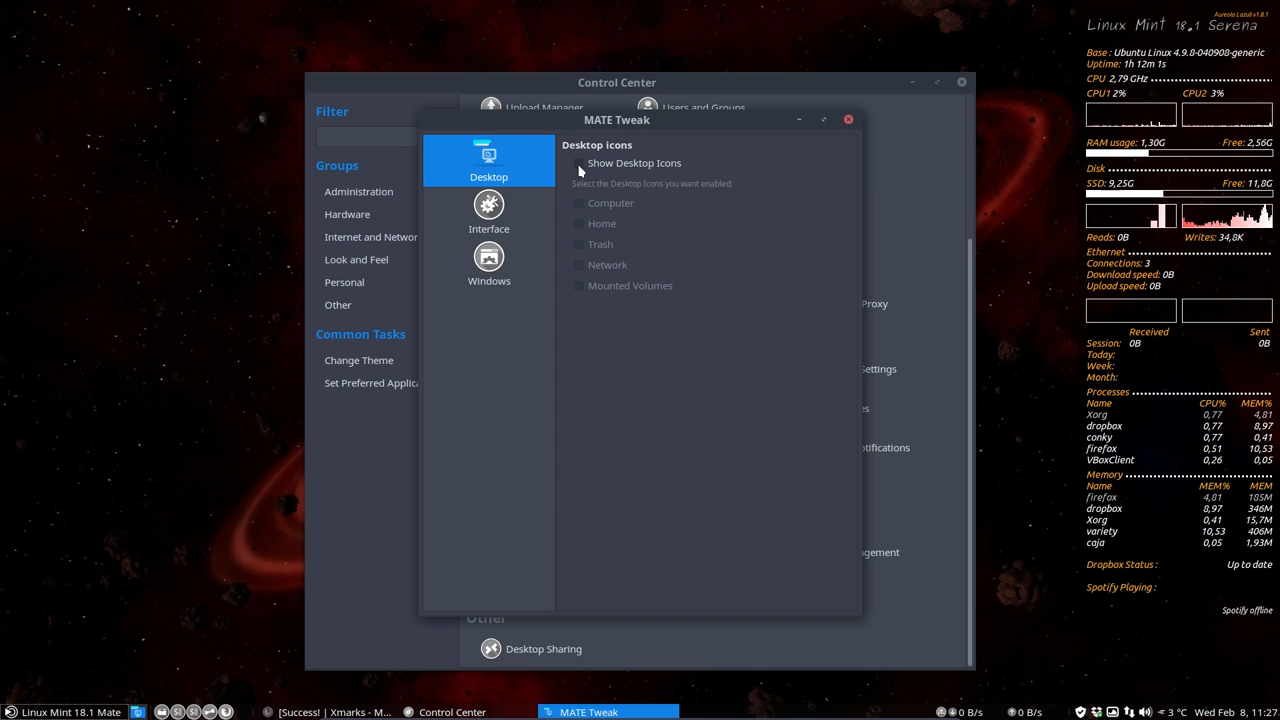 Control Center
Filter
Groups
Administration
Hardware
Internet and Networ
Look and Feel
Personal
Other
Common Tasks
Change Theme
Set Preferred Applica
Upload Manager
Users and Groups
Proxy
Settings
es
otifications
gement
Other
Desktop Sharing
MATE Tweak
Desktop
Interface
Windows
Desktop icons
Show Desktop Icons
Select the Desktop Icons you want enabled:
Computer
Home
Trash
Network
Mounted Volumes
Aureola Lazuli v1.8.1
Linux Mint 18.1 Serena
Base : Ubuntu Linux 4.9.8-040908-generic
Uptime: 1h 12m 1s
CPU 2,79 GHz
CPU1 2% CPU2 3%
RAM usage: 1,30G Free: 2,56G
Disk
SSD: 9,25G Free: 11,8G
Reads: 0B Writes: 34,8K
Ethernet
Connections: 3
Download speed: 0B
Upload speed: 0B
Received Sent
Session: 0B 0B
Today:
Week:
Month:
Processes
Name CPU% MEM%
Xorg 0,77 4,81
dropbox 0,77 8,97
conky 0,77 0,41
firefox 0,51 10,53
VBoxClient 0,26 0,05
Memory
Name MEM% MEM
firefox 4,81 185M
dropbox 8,97 346M
Xorg 0,41 15,7M
variety 10,53 406M
caja 0,05 1,93M
Dropbox Status : Up to date
Spotify Playing :
Spotify offline
Linux Mint 18.1 Mate
[Success! | Xmarks - M...
Control Center
MATE Tweak
0 B/s
0 B/s
3 °C
Wed Feb 8, 11:27